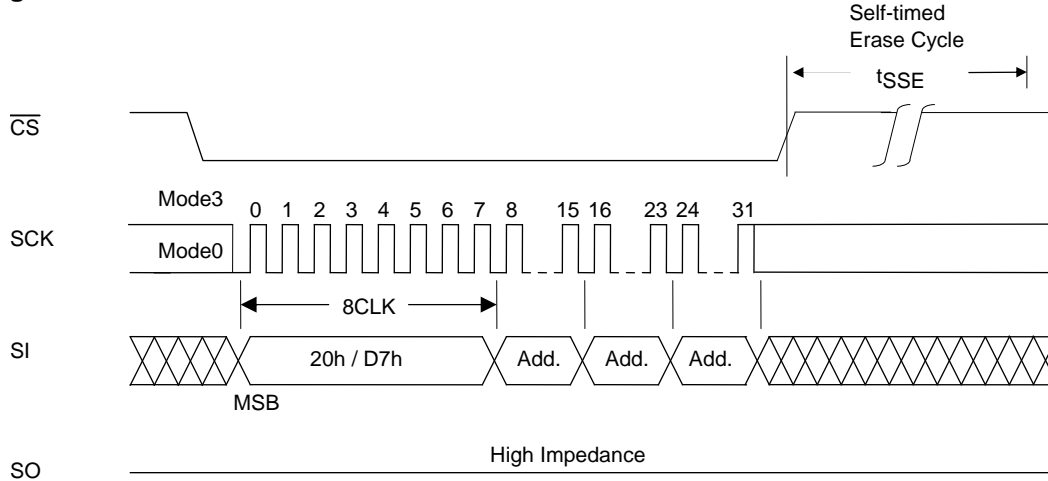 Self-timed
Erase Cycle
tSSE
CS
Mode3
0 1 2 3 4 5 6 7 8 15 16 23 24 31
SCK
Mode0
8CLK
SI
20h / D7h Add. Add. Add.
MSB
High Impedance
SO